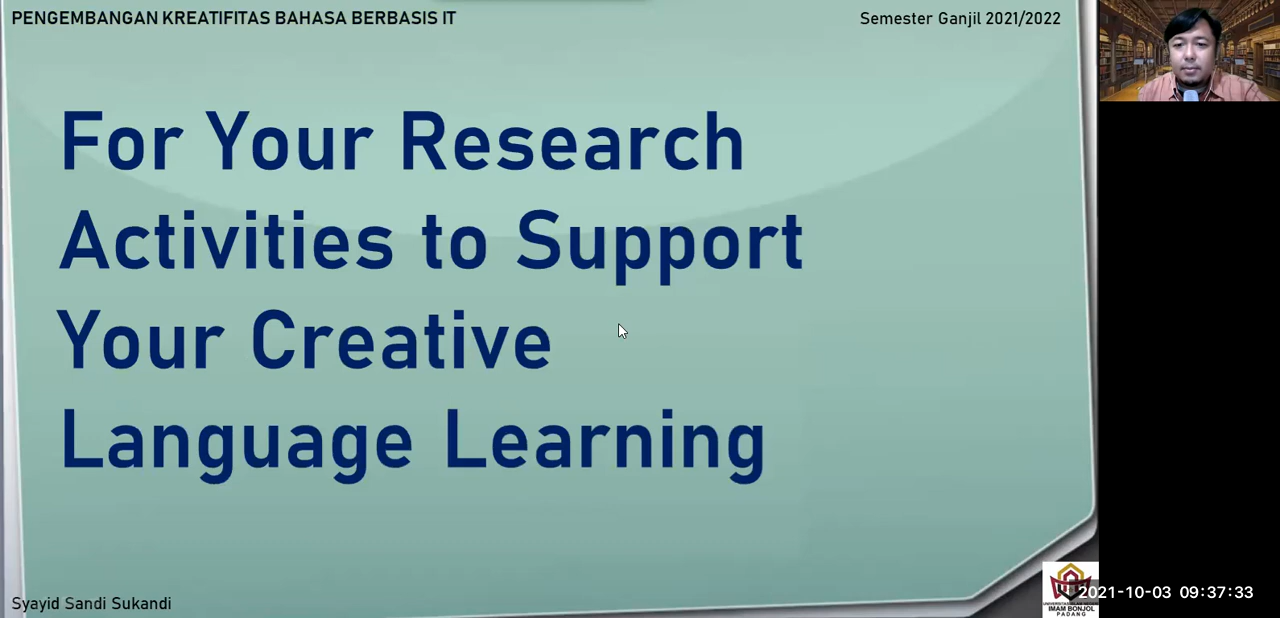 PENGEMBANGAN KREATIFITAS BAHASA BERBASIS IT
Semester Ganjil 2021/2022
For Your Research
Activities to Support
Your Creative
Language Learning
Syayid Sandi Sukandi
IMAM BONJOL
PADANG
2021-10-03 09:37:33